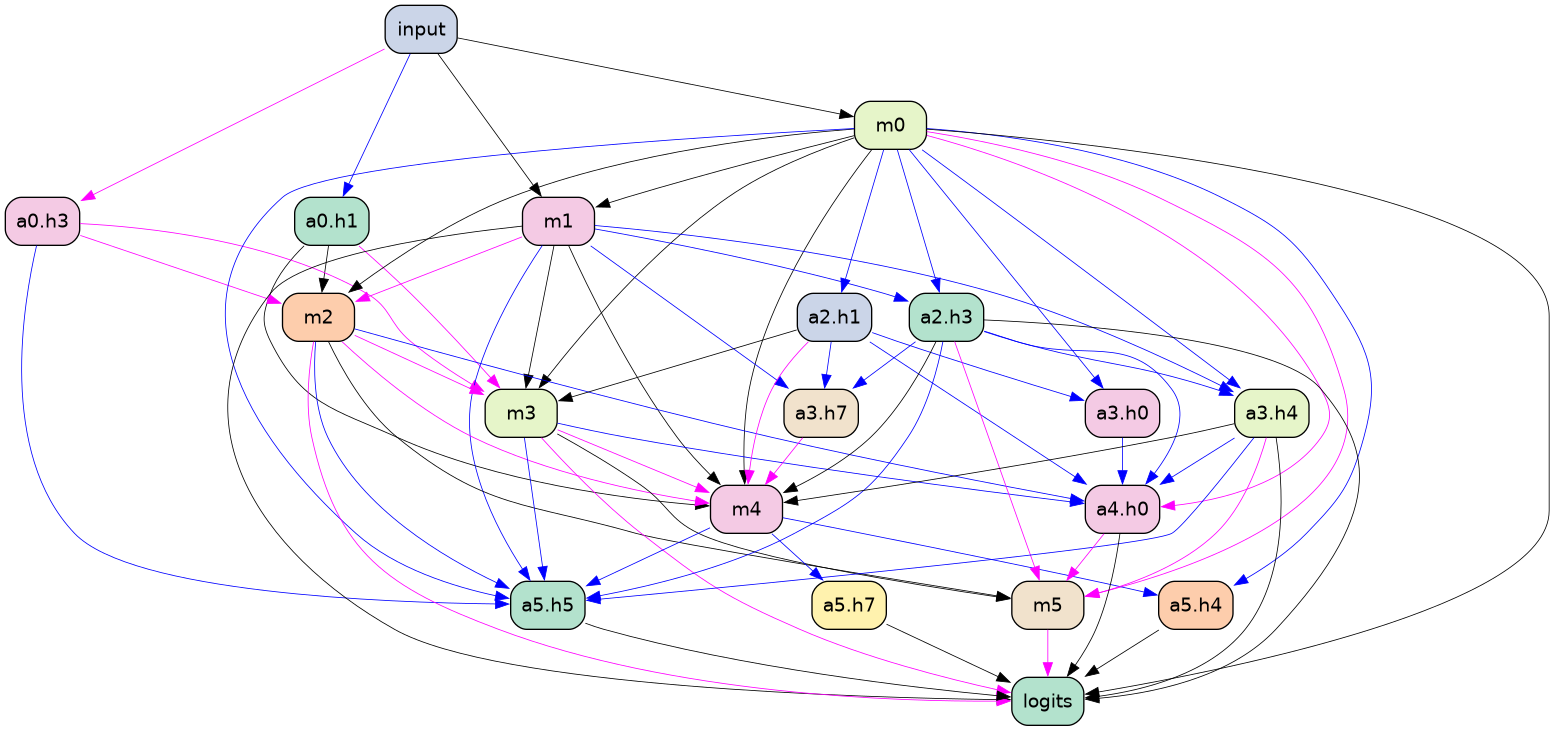 input
m0
a0.h3
a0.h1
m1
m2
a2.h1
a2.h3
m3
a3.h7
a3.h0
a3.h4
m4
a4.h0
a5.h5
a5.h7
m5
a5.h4
logits